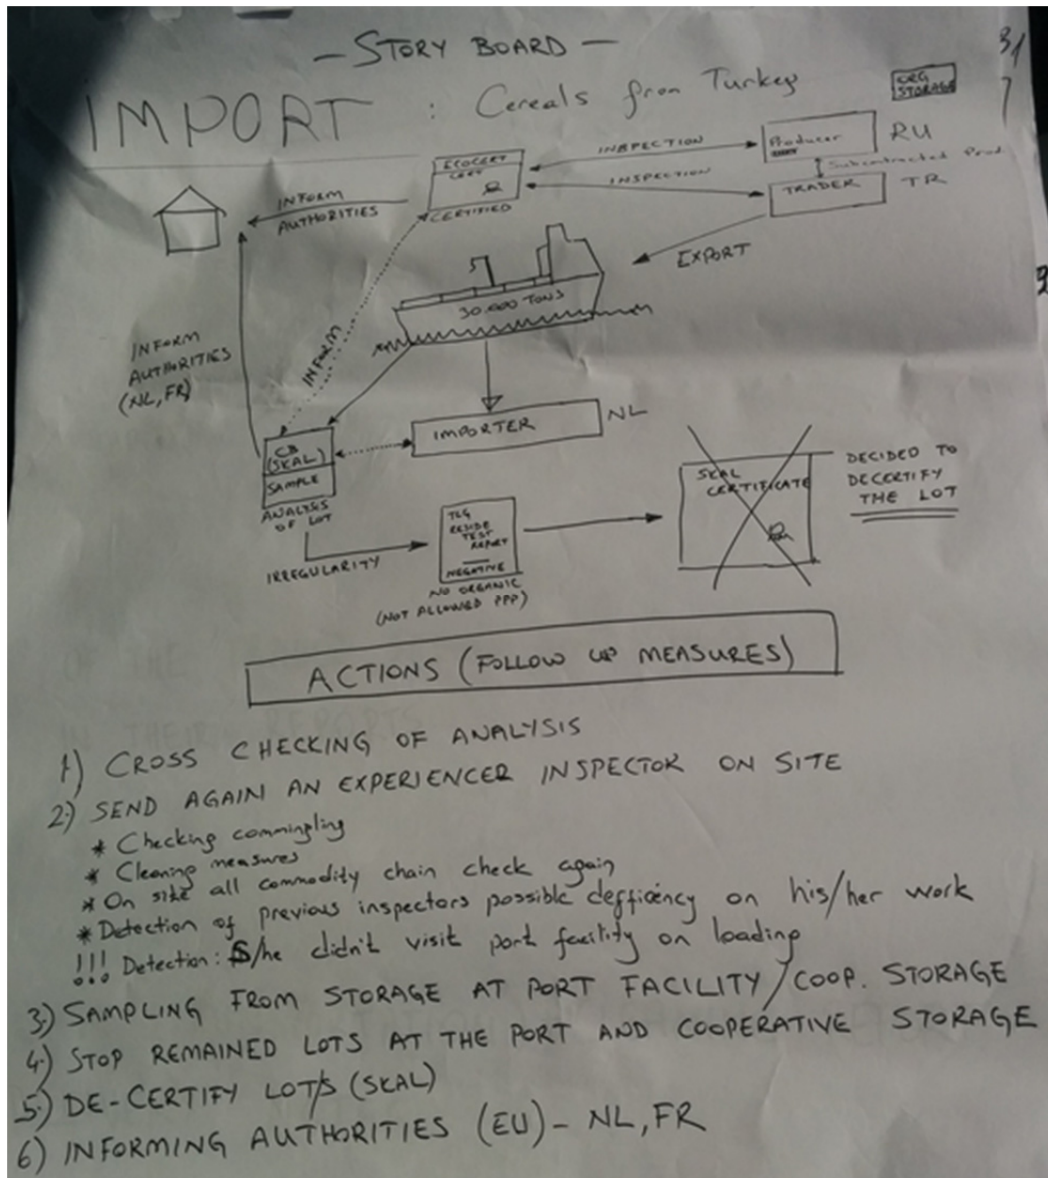 — STORY BOARD —
31
IMPORT : Cereals from Turkey
ORG
STORAGE
7
ECOCERT
CERT
CERTIFIED
INSPECTION
INSPECTION
Producer
RU
Subcontracted Prod.
TRADER
TR
INFORM
AUTHORITIES
EXPORT
30.000 TONS
INFORM
AUTHORITIES
(NL, FR)
INFORM
IMPORTER
NL
CB
(SKAL)
SAMPLE
ANALYSIS
OF LOT
IRREGULARITY
TLG
RESIDE
TEST
REPORT
NEGATIVE
NO ORGANIC
(NOT ALLOWED PPP)
SKAL
CERTIFICATE
DECIDED TO
DECERTIFY
THE LOT
ACTIONS (FOLLOW UP MEASURES)
1) CROSS CHECKING OF ANALYSIS
2) SEND AGAIN AN EXPERIENCER INSPECTOR ON SITE
* Checking commingling
* Cleaning measures
* On site all commodity chain check again
* Detection of previous inspectors possible defficiency on his/her work
!!! Detection: S/he didn't visit port facility on loading
3) SAMPLING FROM STORAGE AT PORT FACILITY / COOP. STORAGE
4) STOP REMAINED LOTS AT THE PORT AND COOPERATIVE STORAGE
5) DE-CERTIFY LOT/S (SKAL)
6) INFORMING AUTHORITIES (EU) - NL, FR